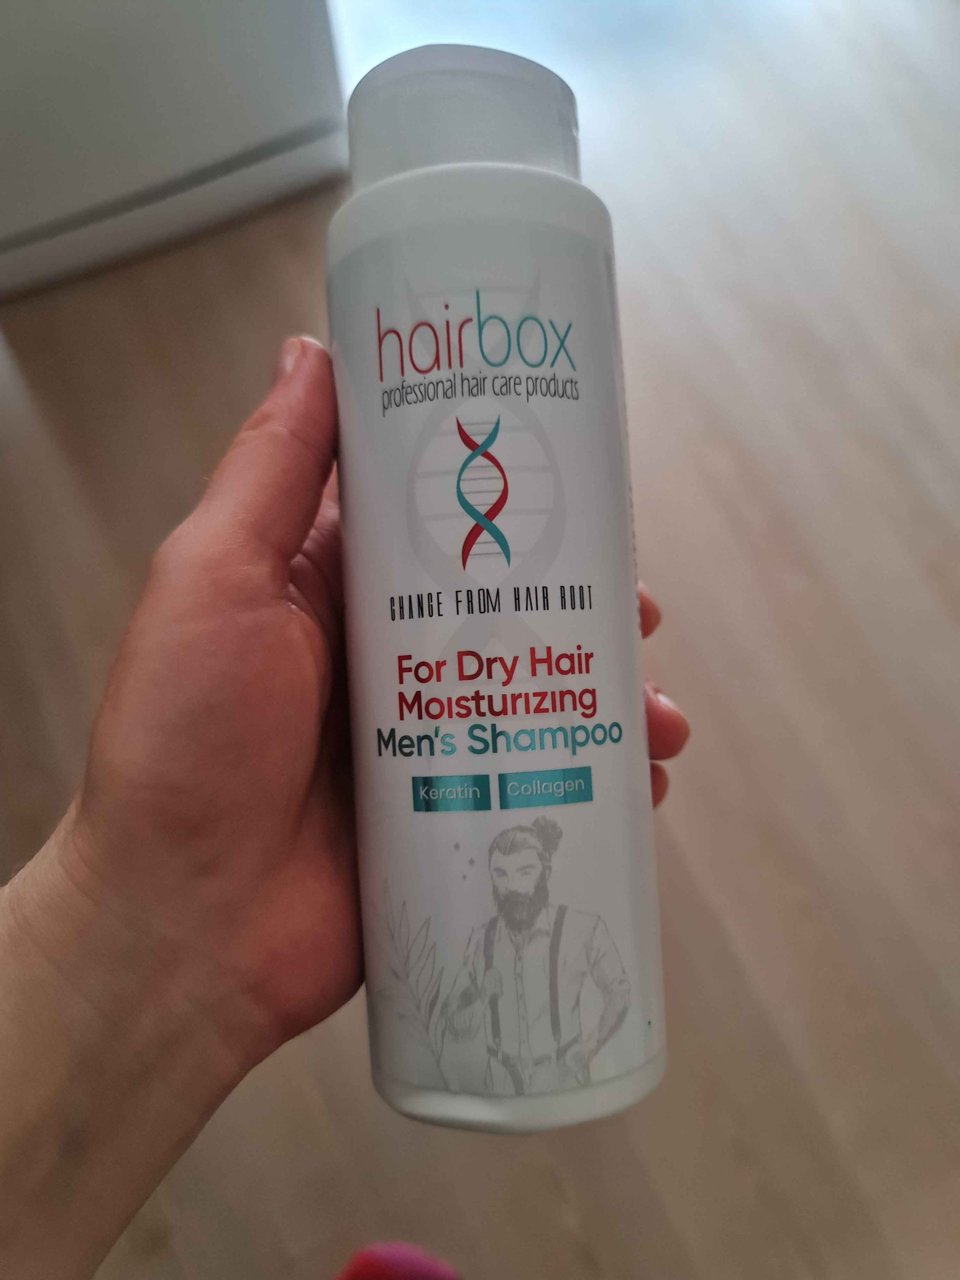 hairbox
professional hair care products
CHANGE FROM HAIR ROOT
For Dry Hair
Moisturizing
Men's Shampoo
Keratin Collagen